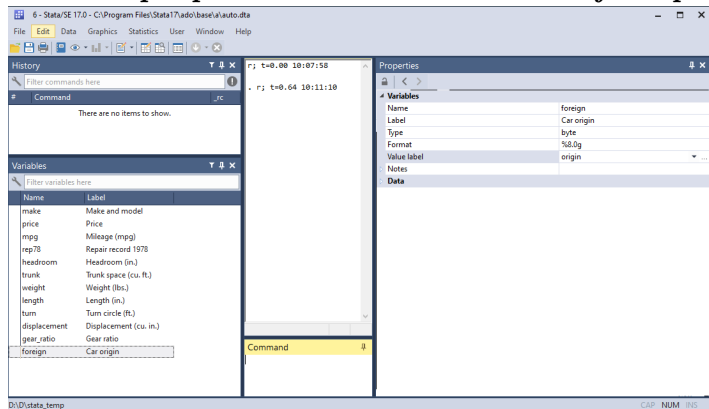 6 - Stata/SE 17.0 - C:\Program Files\Stata17\ado\base\a\auto.dta
File Edit Data Graphics Statistics User Window Help
History
Filter commands here
# Command _rc
There are no items to show.
Variables
Filter variables here
Name Label
make Make and model
price Price
mpg Mileage (mpg)
rep78 Repair record 1978
headroom Headroom (in.)
trunk Trunk space (cu. ft.)
weight Weight (lbs.)
length Length (in.)
turn Turn circle (ft.)
displacement Displacement (cu. in.)
gear_ratio Gear ratio
foreign Car origin
r; t=0.00 10:07:58
. r; t=0.64 10:11:10
Command
Properties
Variables
Name foreign
Label Car origin
Type byte
Format %8.0g
Value label origin
Notes
Data
D:\D\stata_temp
CAP NUM INS